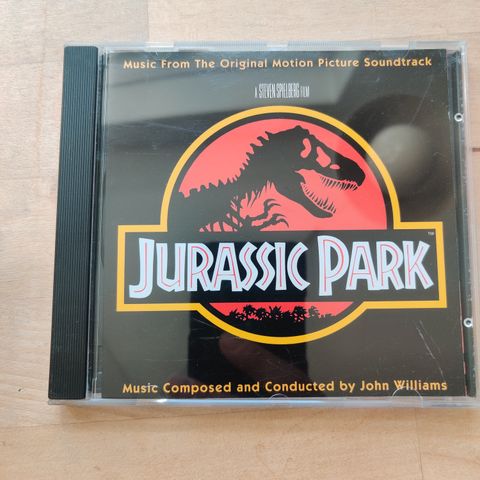 Music From The Original Motion Picture Soundtrack
A STEVEN SPIELBERG FILM
JURASSIC PARK
TM
Music Composed and Conducted by John Williams